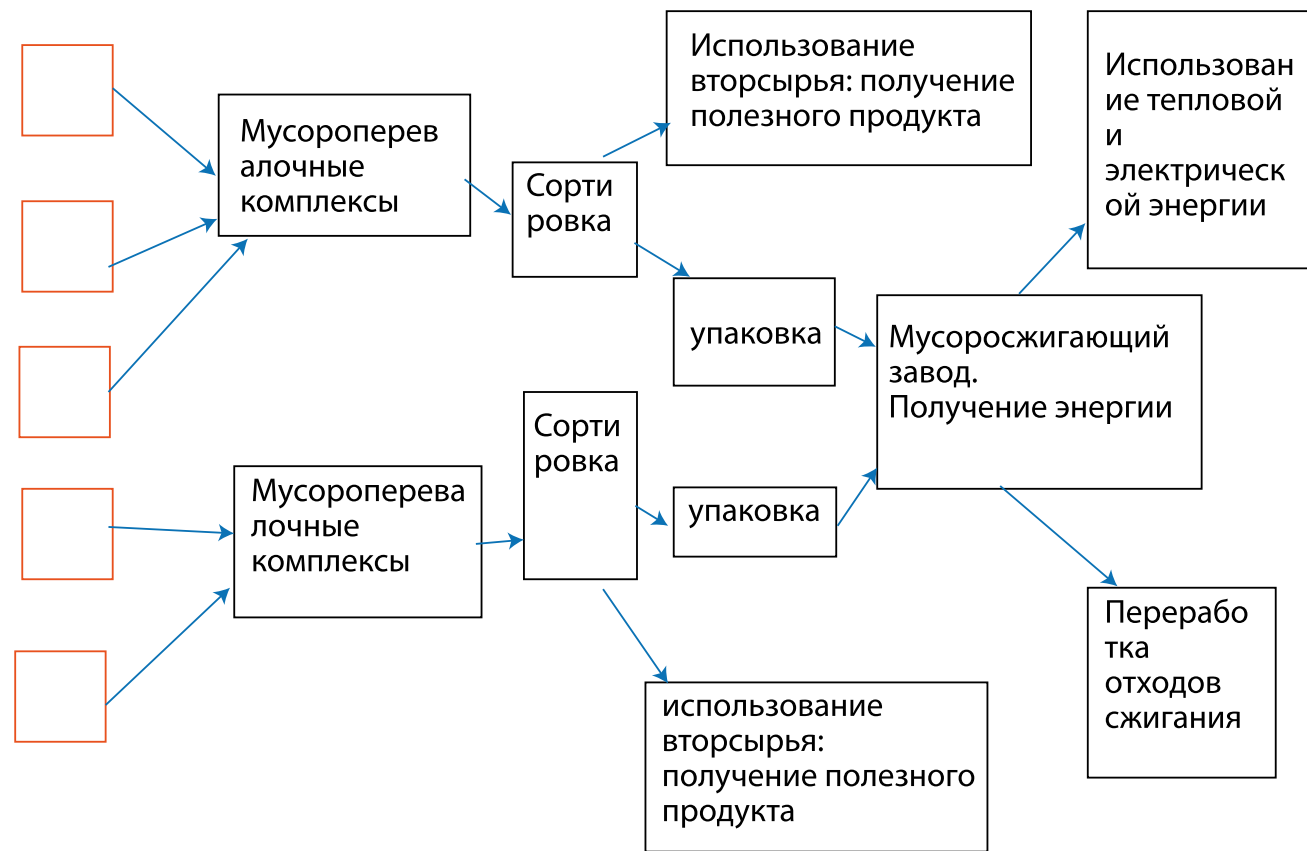 Мусороперев
алочные
комплексы
Сорти
ровка
Использование
вторсырья: получение
полезного продукта
упаковка
Мусоросжигающий
завод.
Получение энергии
Использован
ие тепловой
и
электрическ
ой энергии
Мусороперева
лочные
комплексы
Сорти
ровка
упаковка
использование
вторсырья:
получение полезного
продукта
Перерабо
тка
отходов
сжигания